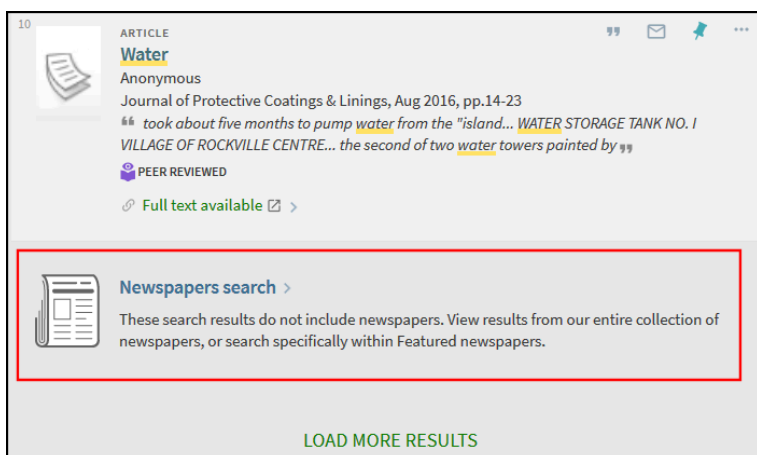 10
ARTICLE
Water
Anonymous
Journal of Protective Coatings & Linings, Aug 2016, pp.14-23
❝ took about five months to pump water from the "island... WATER STORAGE TANK NO. I
VILLAGE OF ROCKVILLE CENTRE... the second of two water towers painted by ❞
PEER REVIEWED
Full text available >
Newspapers search >
These search results do not include newspapers. View results from our entire collection of
newspapers, or search specifically within Featured newspapers.
LOAD MORE RESULTS